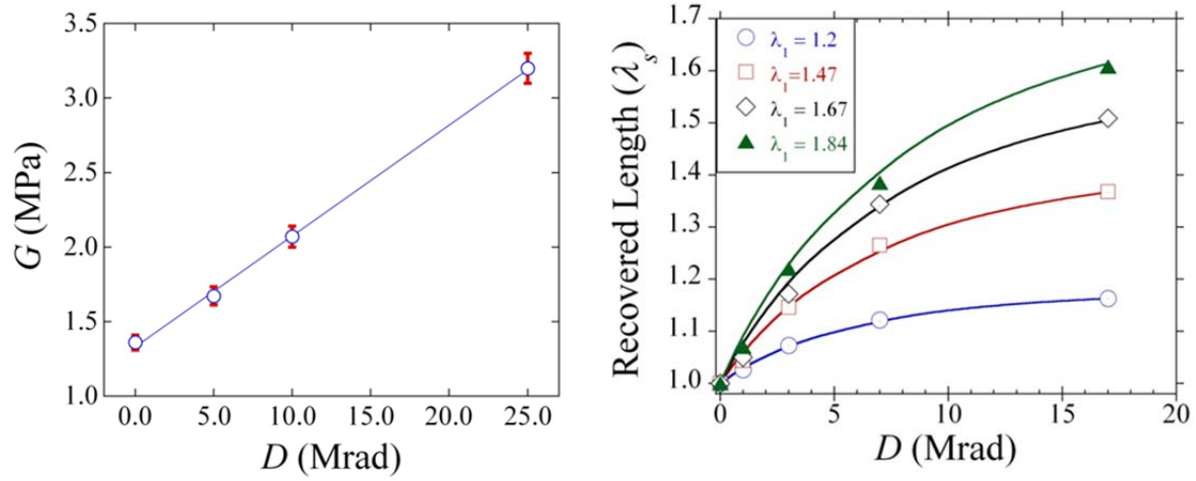 3.5
3.0
2.5
2.0
1.5
1.0
G (MPa)
0.0 5.0 10.0 15.0 20.0 25.0
D (Mrad)
1.7
1.6
1.5
1.4
1.3
1.2
1.1
1.0
Recovered Length (λs)
λ1 = 1.2
λ1=1.47
λ1 = 1.67
λ1 = 1.84
0 5 10 15 20
D (Mrad)